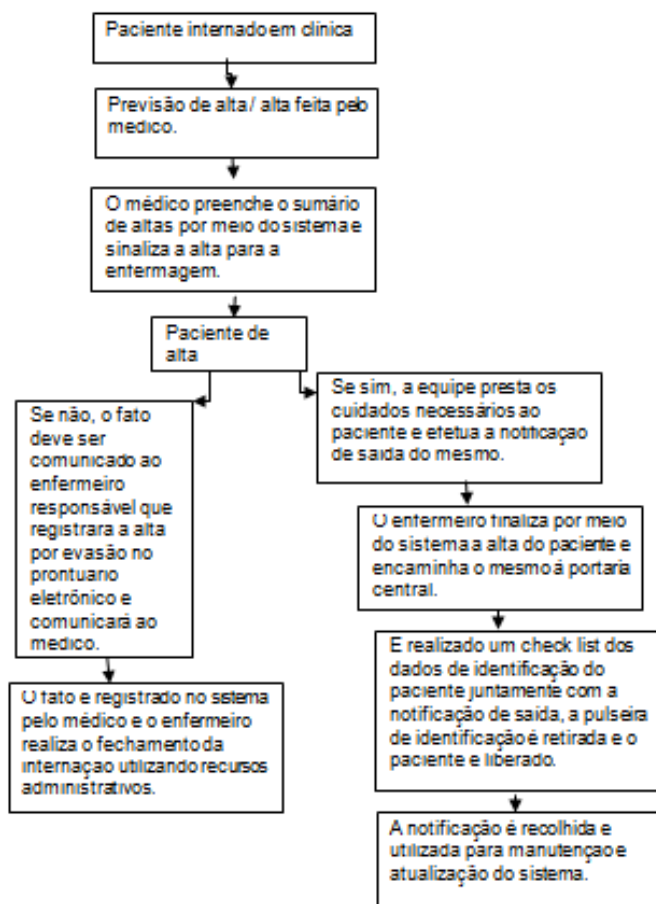 Paciente internado em clinica
Previsão de alta / alta feita pelo
medico.
O médico preenche o sumário
de altas por meio do sistema e
sinaliza a alta para a
enfermagem.
Paciente de
alta
Se não, o fato
deve ser
comunicado ao
enfermeiro
responsável que
registrara a alta
por evasão no
prontuario
eletrônico e
comunicará ao
medico.
O fato e registrado no sistema
pelo médico e o enfermeiro
realiza o fechamento da
internação utilizando recursos
administrativos.
Se sim, a equipe presta os
cuidados necessários ao
paciente e efetua a notificação
de saida do mesmo.
O enfermeiro finaliza por meio
do sistema a alta do paciente e
encaminha o mesmo á portaria
central.
E realizado um check list dos
dados de identificação do
paciente juntamente com a
notificação de saída, a pulseira
de identificação é retirada e o
paciente e liberado.
A notificação é recolhida e
utilizada para manutenção e
atualização do sistema.